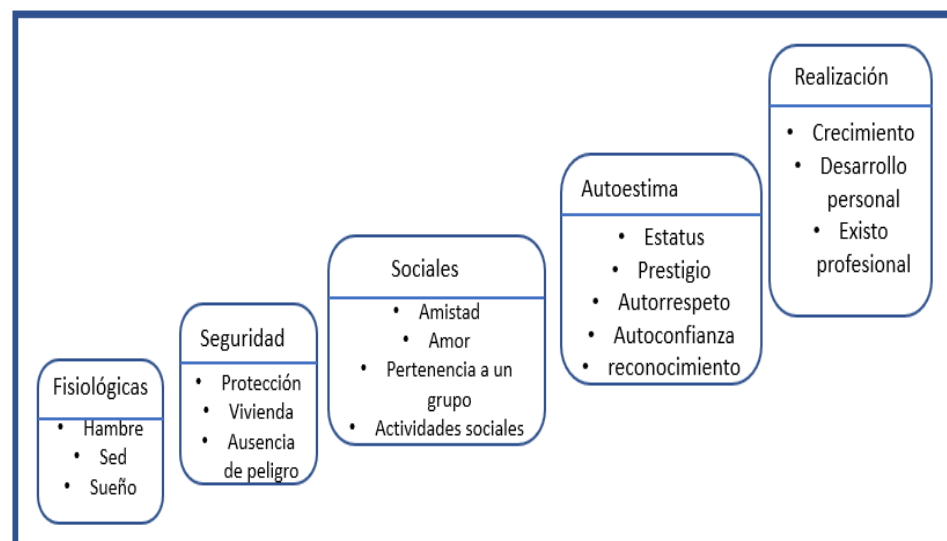 Fisiológicas
• Hambre
• Sed
• Sueño
Seguridad
• Protección
• Vivienda
• Ausencia
de peligro
Sociales
• Amistad
• Amor
• Pertenencia a un
grupo
• Actividades sociales
Autoestima
• Estatus
• Prestigio
• Autorrespeto
• Autoconfianza
• reconocimiento
Realización
• Crecimiento
• Desarrollo
personal
• Existo
profesional